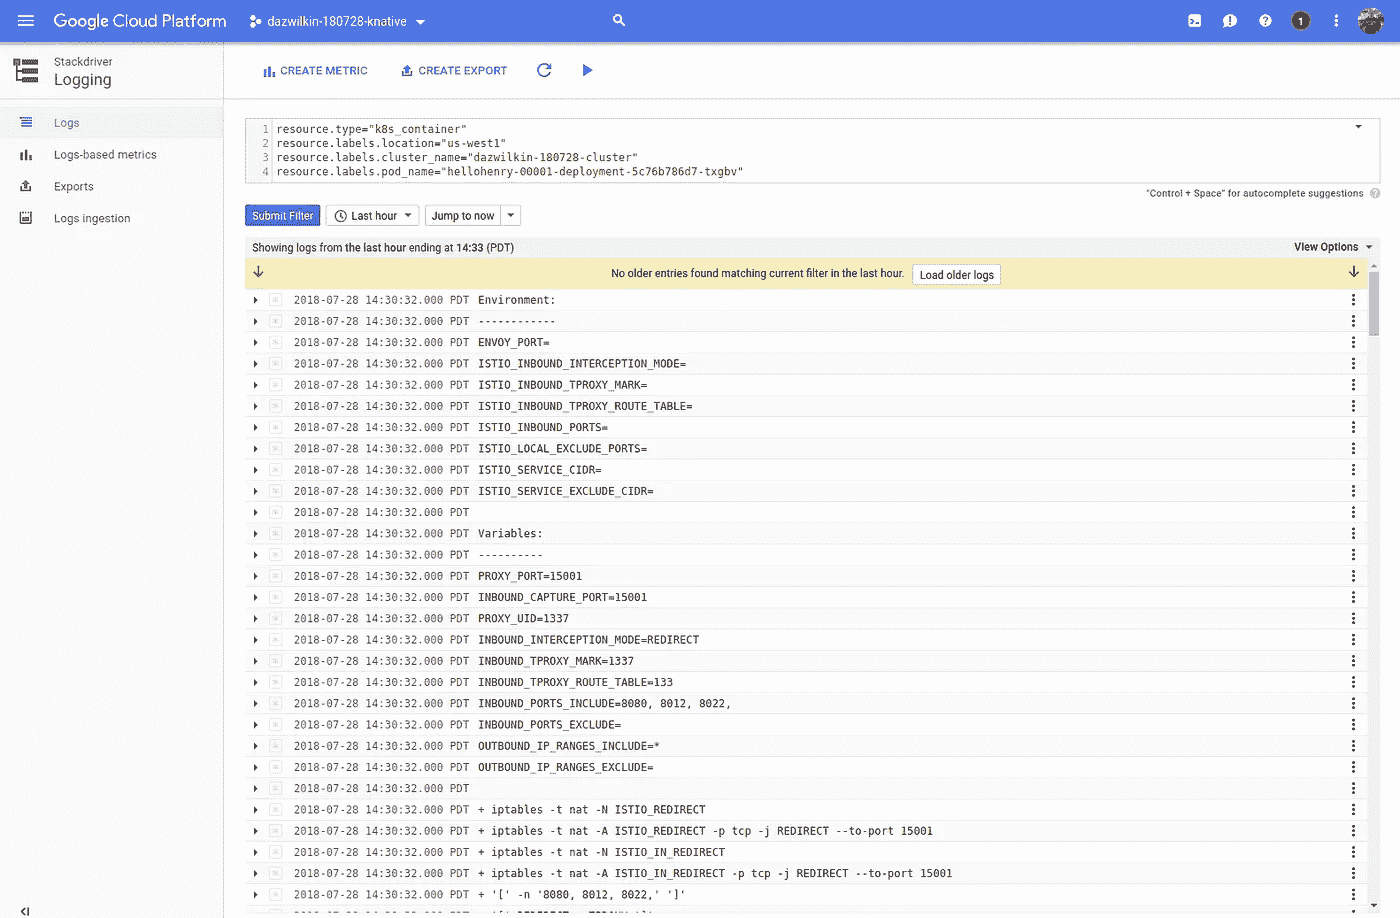 Google Cloud Platform dazwilkin-180728-knative 1
Stackdriver
Logging
CREATE METRIC CREATE EXPORT
Logs
Logs-based metrics
Exports
Logs ingestion
1 resource.type="k8s_container"
2 resource.labels.location="us-west1"
3 resource.labels.cluster_name="dazwilkin-180728-cluster"
4 resource.labels.pod_name="hellohenry-00001-deployment-5c76b786d7-txgbv"
"Control + Space" for autocomplete suggestions
Submit Filter Last hour Jump to now
Showing logs from the last hour ending at 14:33 (PDT) View Options
No older entries found matching current filter in the last hour. Load older logs
2018-07-28 14:30:32.000 PDT Environment:
2018-07-28 14:30:32.000 PDT ------------
2018-07-28 14:30:32.000 PDT ENVOY_PORT=
2018-07-28 14:30:32.000 PDT ISTIO_INBOUND_INTERCEPTION_MODE=
2018-07-28 14:30:32.000 PDT ISTIO_INBOUND_TPROXY_MARK=
2018-07-28 14:30:32.000 PDT ISTIO_INBOUND_TPROXY_ROUTE_TABLE=
2018-07-28 14:30:32.000 PDT ISTIO_INBOUND_PORTS=
2018-07-28 14:30:32.000 PDT ISTIO_LOCAL_EXCLUDE_PORTS=
2018-07-28 14:30:32.000 PDT ISTIO_SERVICE_CIDR=
2018-07-28 14:30:32.000 PDT ISTIO_SERVICE_EXCLUDE_CIDR=
2018-07-28 14:30:32.000 PDT
2018-07-28 14:30:32.000 PDT Variables:
2018-07-28 14:30:32.000 PDT ----------
2018-07-28 14:30:32.000 PDT PROXY_PORT=15001
2018-07-28 14:30:32.000 PDT INBOUND_CAPTURE_PORT=15001
2018-07-28 14:30:32.000 PDT PROXY_UID=1337
2018-07-28 14:30:32.000 PDT INBOUND_INTERCEPTION_MODE=REDIRECT
2018-07-28 14:30:32.000 PDT INBOUND_TPROXY_MARK=1337
2018-07-28 14:30:32.000 PDT INBOUND_TPROXY_ROUTE_TABLE=133
2018-07-28 14:30:32.000 PDT INBOUND_PORTS_INCLUDE=8080, 8012, 8022,
2018-07-28 14:30:32.000 PDT INBOUND_PORTS_EXCLUDE=
2018-07-28 14:30:32.000 PDT OUTBOUND_IP_RANGES_INCLUDE=*
2018-07-28 14:30:32.000 PDT OUTBOUND_IP_RANGES_EXCLUDE=
2018-07-28 14:30:32.000 PDT
2018-07-28 14:30:32.000 PDT + iptables -t nat -N ISTIO_REDIRECT
2018-07-28 14:30:32.000 PDT + iptables -t nat -A ISTIO_REDIRECT -p tcp -j REDIRECT --to-port 15001
2018-07-28 14:30:32.000 PDT + iptables -t nat -N ISTIO_IN_REDIRECT
2018-07-28 14:30:32.000 PDT + iptables -t nat -A ISTIO_IN_REDIRECT -p tcp -j REDIRECT --to-port 15001
2018-07-28 14:30:32.000 PDT + '[' -n '8080, 8012, 8022,' ']'